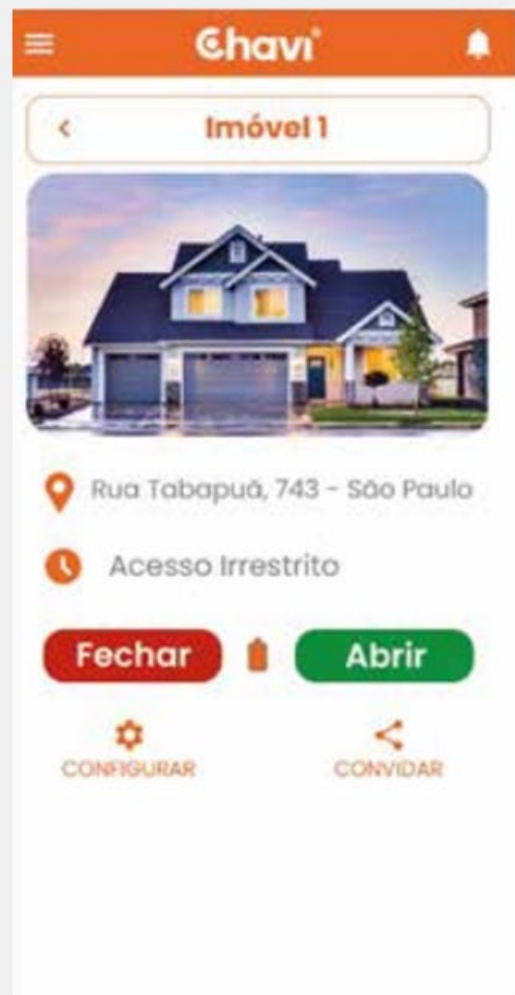 Chavi®
Imóvel 1
Rua Tabapuã, 743 - São Paulo
Acesso Irrestrito
Fechar
Abrir
CONFIGURAR
CONVIDAR